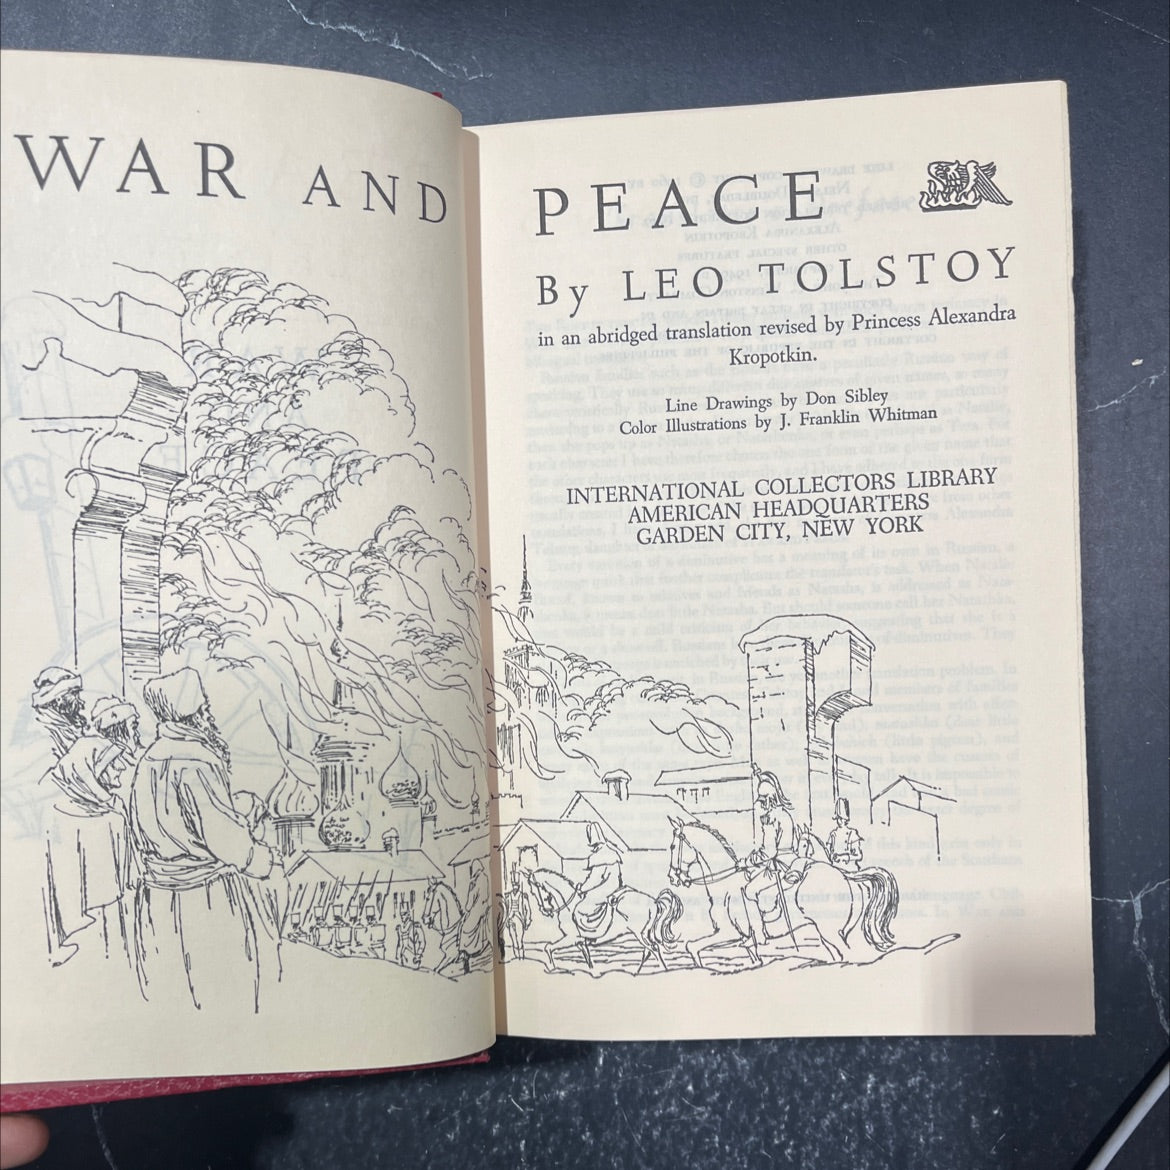 WAR AND PEACE
By LEO TOLSTOY
in an abridged translation revised by Princess Alexandra
Kropotkin.
Line Drawings by Don Sibley
Color Illustrations by J. Franklin Whitman
INTERNATIONAL COLLECTORS LIBRARY
AMERICAN HEADQUARTERS
GARDEN CITY, NEW YORK